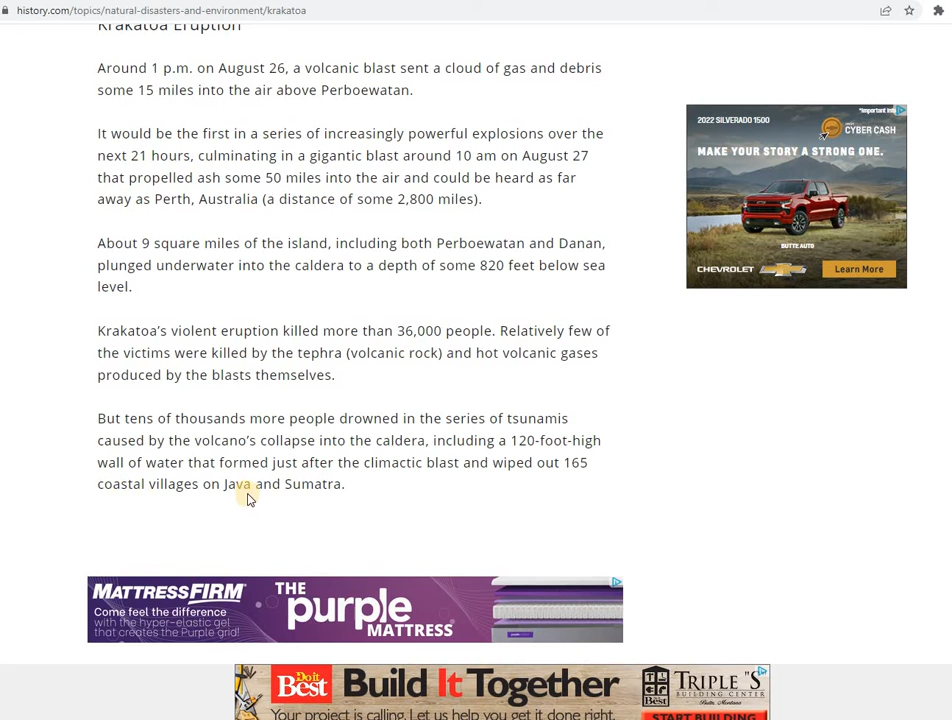 history.com/topics/natural-disasters-and-environment/krakatoa
Krakatoa Eruption
Around 1 p.m. on August 26, a volcanic blast sent a cloud of gas and debris
some 15 miles into the air above Perboewatan.
It would be the first in a series of increasingly powerful explosions over the
next 21 hours, culminating in a gigantic blast around 10 am on August 27
that propelled ash some 50 miles into the air and could be heard as far
away as Perth, Australia (a distance of some 2,800 miles).
About 9 square miles of the island, including both Perboewatan and Danan,
plunged underwater into the caldera to a depth of some 820 feet below sea
level.
Krakatoa’s violent eruption killed more than 36,000 people. Relatively few of
the victims were killed by the tephra (volcanic rock) and hot volcanic gases
produced by the blasts themselves.
But tens of thousands more people drowned in the series of tsunamis
caused by the volcano’s collapse into the caldera, including a 120-foot-high
wall of water that formed just after the climactic blast and wiped out 165
coastal villages on Java and Sumatra.
2022 SILVERADO 1500
*Important Info
CYBER CASH
MAKE YOUR STORY A STRONG ONE.
BUTTE AUTO
CHEVROLET
Learn More
MATTRESSFIRM
Come feel the difference
with the hyper-elastic gel
that creates the Purple grid!
THE
purple
MATTRESS
Do it
Best
Build It Together
Your project is calling. Let us help you get it done right.
Do it
Best
TRIPLE "S
BUILDING CENTER
Butte, Montana
START BUILDING